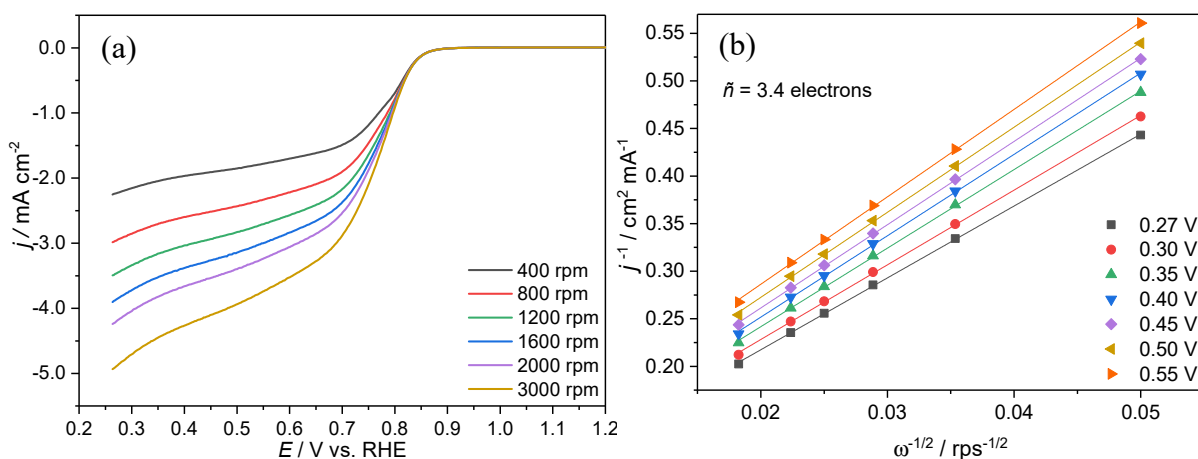 (a)
0.0
-1.0
-2.0
-3.0
-4.0
-5.0
j / mA cm⁻²
400 rpm
800 rpm
1200 rpm
1600 rpm
2000 rpm
3000 rpm
0.2 0.3 0.4 0.5 0.6 0.7 0.8 0.9 1.0 1.1 1.2
E / V vs. RHE
(b)
ñ = 3.4 electrons
0.55
0.50
0.45
0.40
0.35
0.30
0.25
0.20
j⁻¹ / cm² mA⁻¹
0.27 V
0.30 V
0.35 V
0.40 V
0.45 V
0.50 V
0.55 V
0.02 0.03 0.04 0.05
ω⁻¹/² / rps⁻¹/²